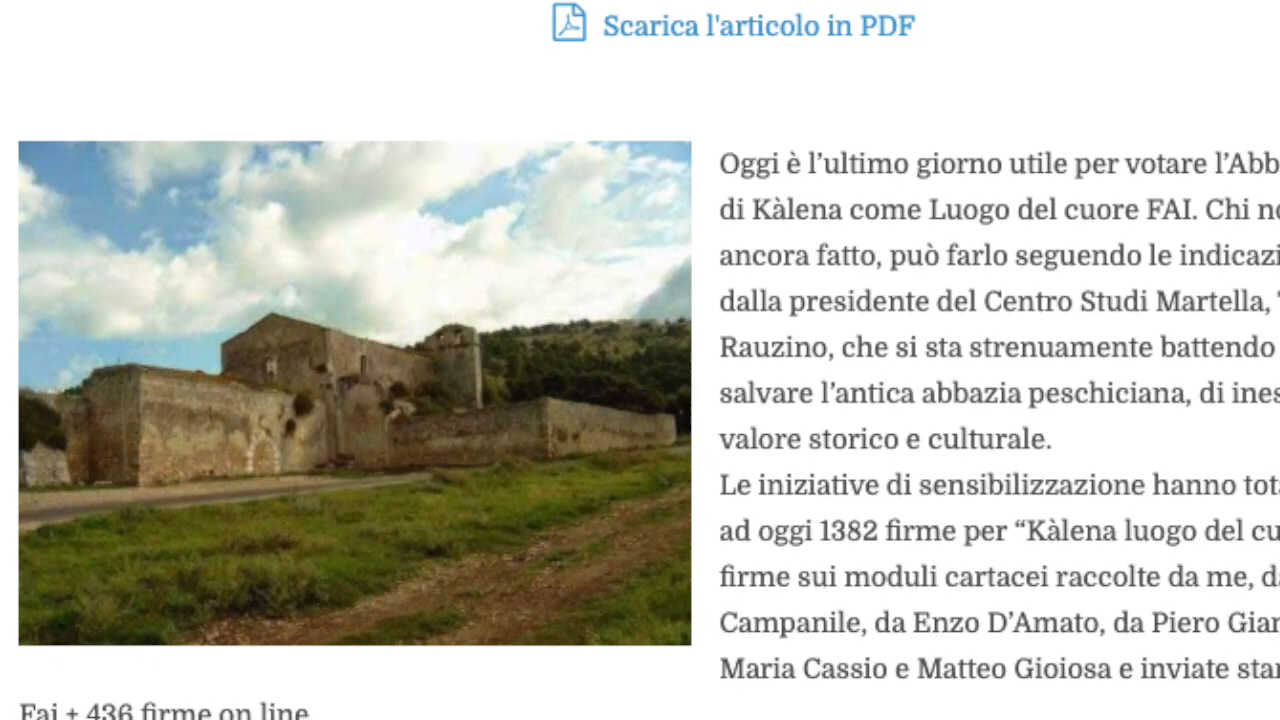 Scarica l'articolo in PDF
Oggi è l’ultimo giorno utile per votare l’Abb
di Kàlena come Luogo del cuore FAI. Chi no
ancora fatto, può farlo seguendo le indicazi
dalla presidente del Centro Studi Martella,
Rauzino, che si sta strenuamente battendo
salvare l’antica abbazia peschiciana, di ines
valore storico e culturale.
Le iniziative di sensibilizzazione hanno tota
ad oggi 1382 firme per “Kàlena luogo del cu
firme sui moduli cartacei raccolte da me, da
Campanile, da Enzo D’Amato, da Piero Gian
Maria Cassio e Matteo Gioiosa e inviate star
Fai + 436 firme on line